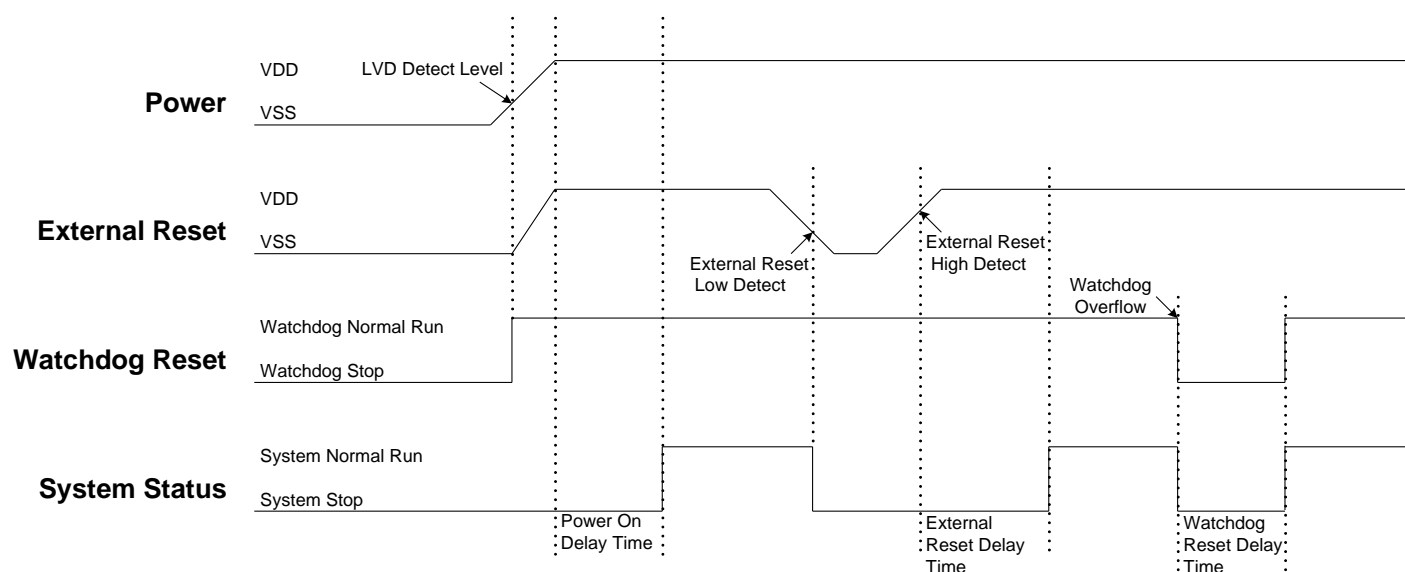 VDD
LVD Detect Level
Power
VSS
VDD
External Reset
VSS
External Reset
Low Detect
External Reset
High Detect
Watchdog
Overflow
Watchdog Normal Run
Watchdog Reset
Watchdog Stop
System Normal Run
System Status
System Stop
Power On
Delay Time
External
Reset Delay
Time
Watchdog
Reset Delay
Time